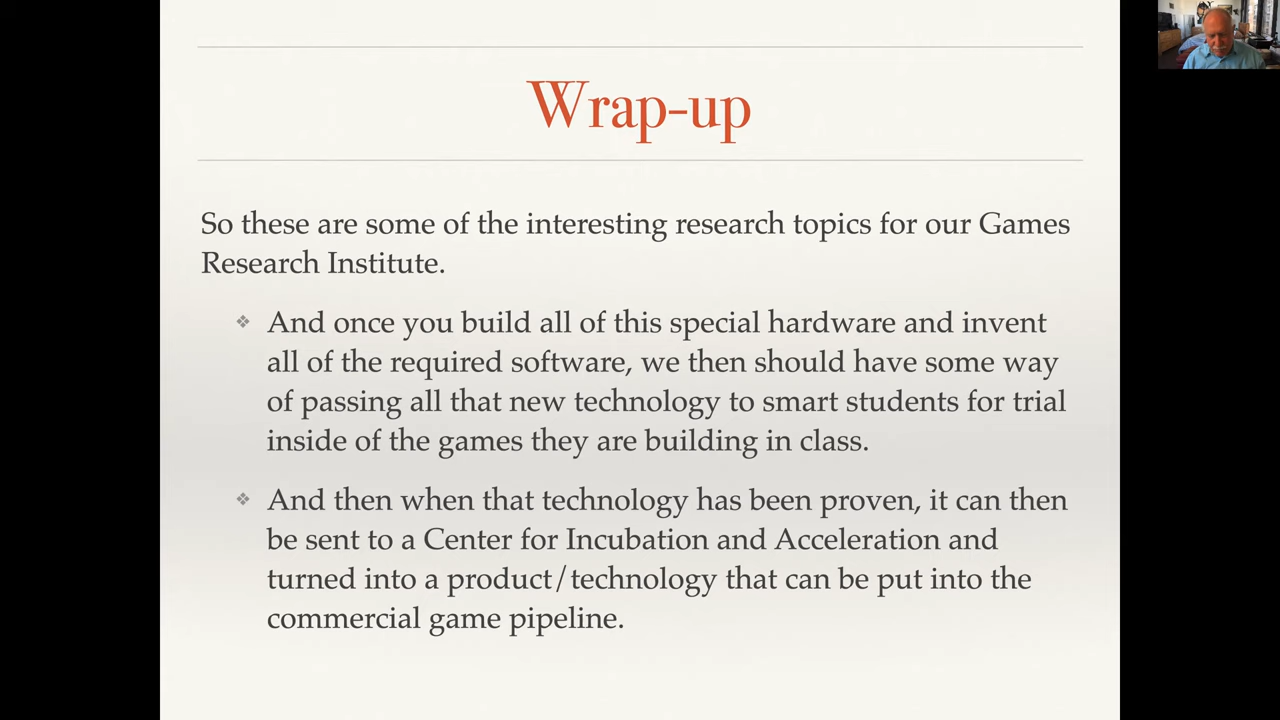 Wrap-up
So these are some of the interesting research topics for our Games
Research Institute.
❖ And once you build all of this special hardware and invent
all of the required software, we then should have some way
of passing all that new technology to smart students for trial
inside of the games they are building in class.
❖ And then when that technology has been proven, it can then
be sent to a Center for Incubation and Acceleration and
turned into a product/technology that can be put into the
commercial game pipeline.